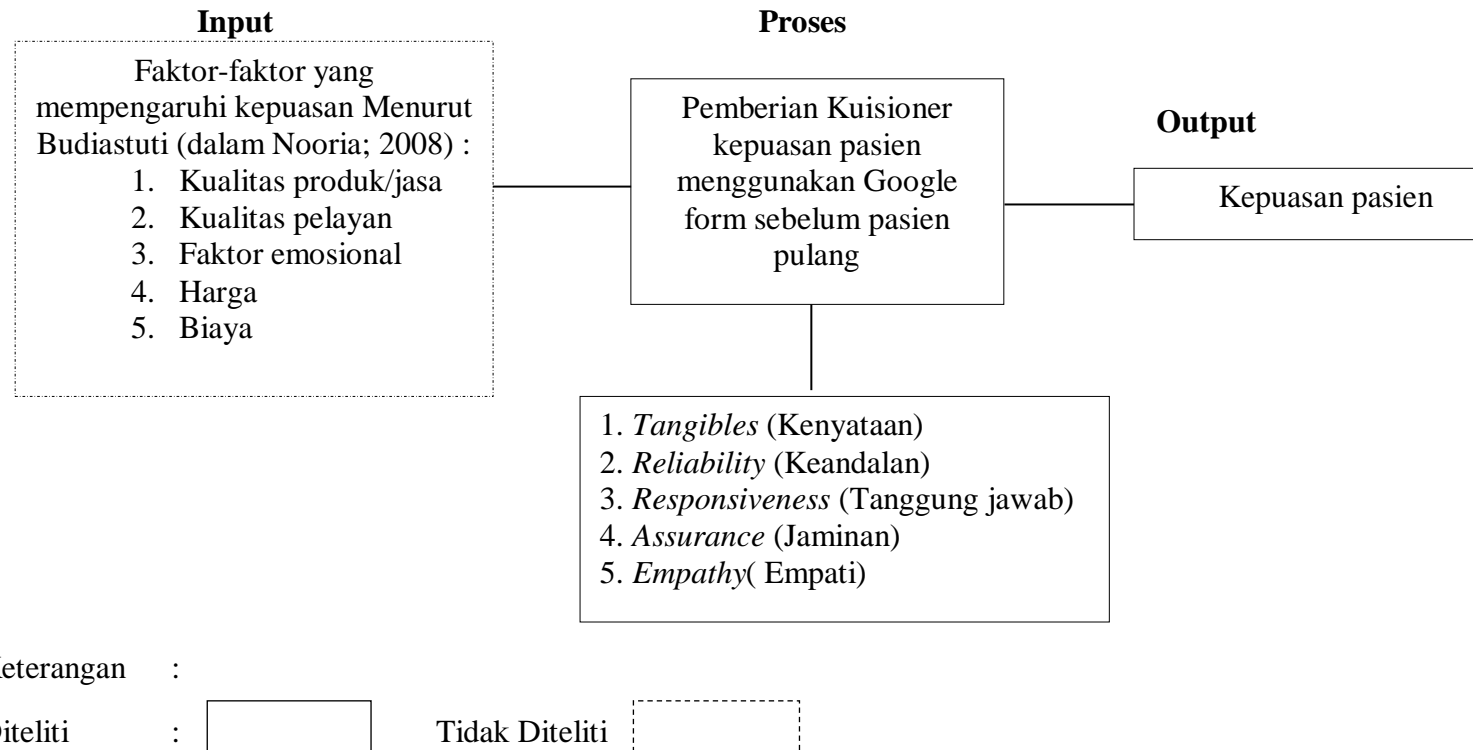 Input
Faktor-faktor yang
mempengaruhi kepuasan Menurut
Budiastuti (dalam Nooria; 2008) :
1. Kualitas produk/jasa
2. Kualitas pelayan
3. Faktor emosional
4. Harga
5. Biaya
Proses
Pemberian Kuisioner
kepuasan pasien
menggunakan Google
form sebelum pasien
pulang
Output
Kepuasan pasien
1. Tangibles (Kenyataan)
2. Reliability (Keandalan)
3. Responsiveness (Tanggung jawab)
4. Assurance (Jaminan)
5. Empathy( Empati)
Keterangan :
Diteliti : Tidak Diteliti